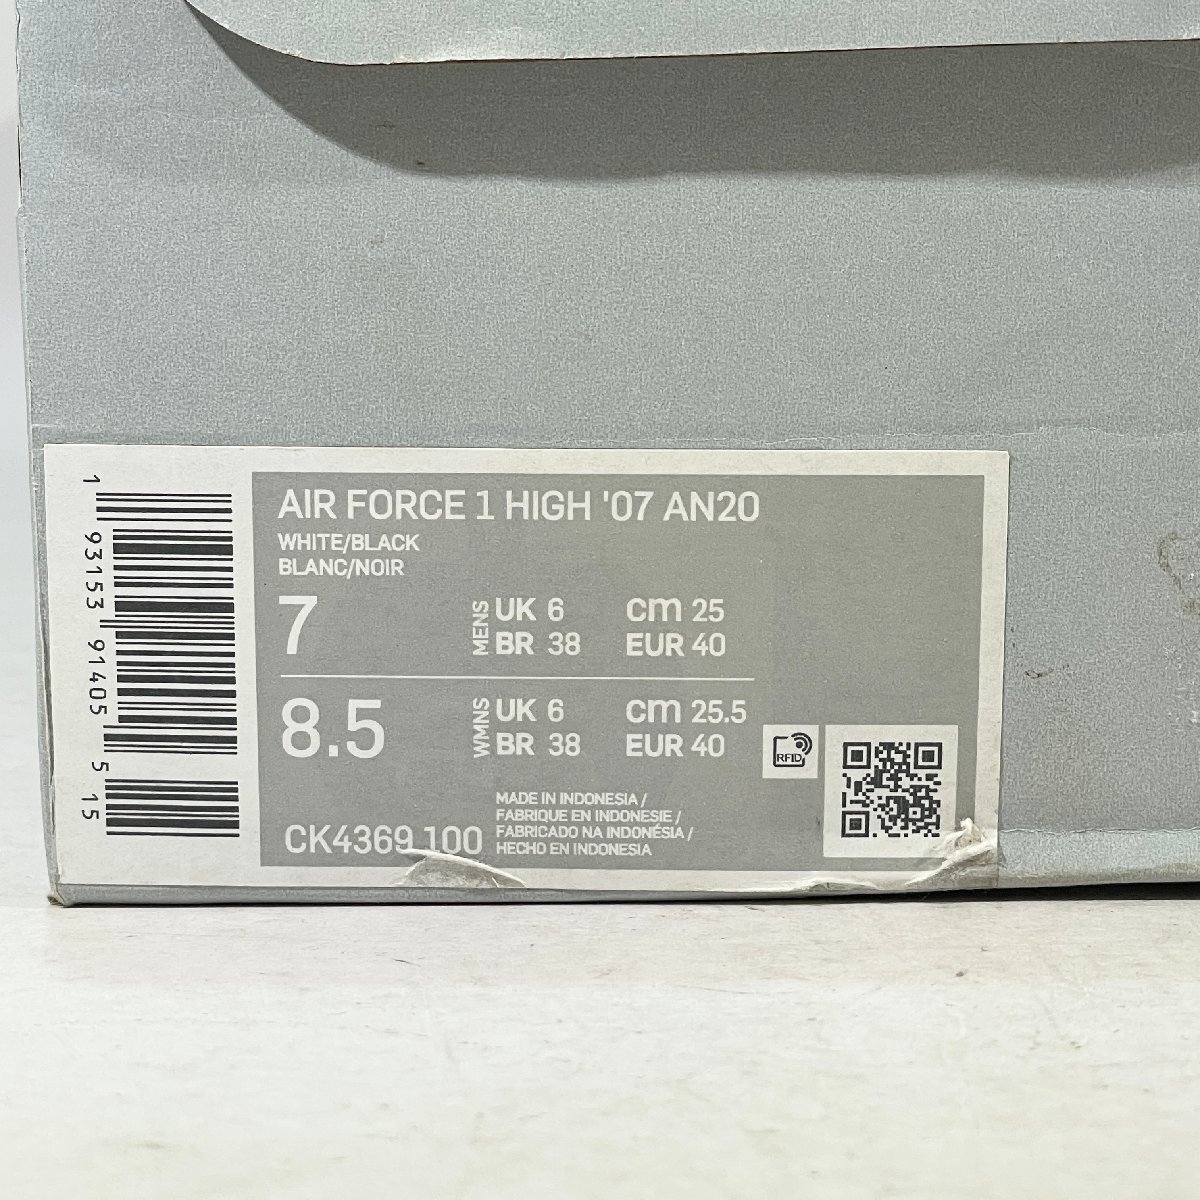 1 93153 91405 5 15
AIR FORCE 1 HIGH '07 AN20
WHITE/BLACK
BLANC/NOIR
7
MENS
UK 6 cm 25
BR 38 EUR 40
8.5
WMNS
UK 6 cm 25.5
BR 38 EUR 40
RFID
CK4369 100
MADE IN INDONESIA /
FABRIQUE EN INDONESIE /
FABRICADO NA INDONÉSIA /
HECHO EN INDONESIA